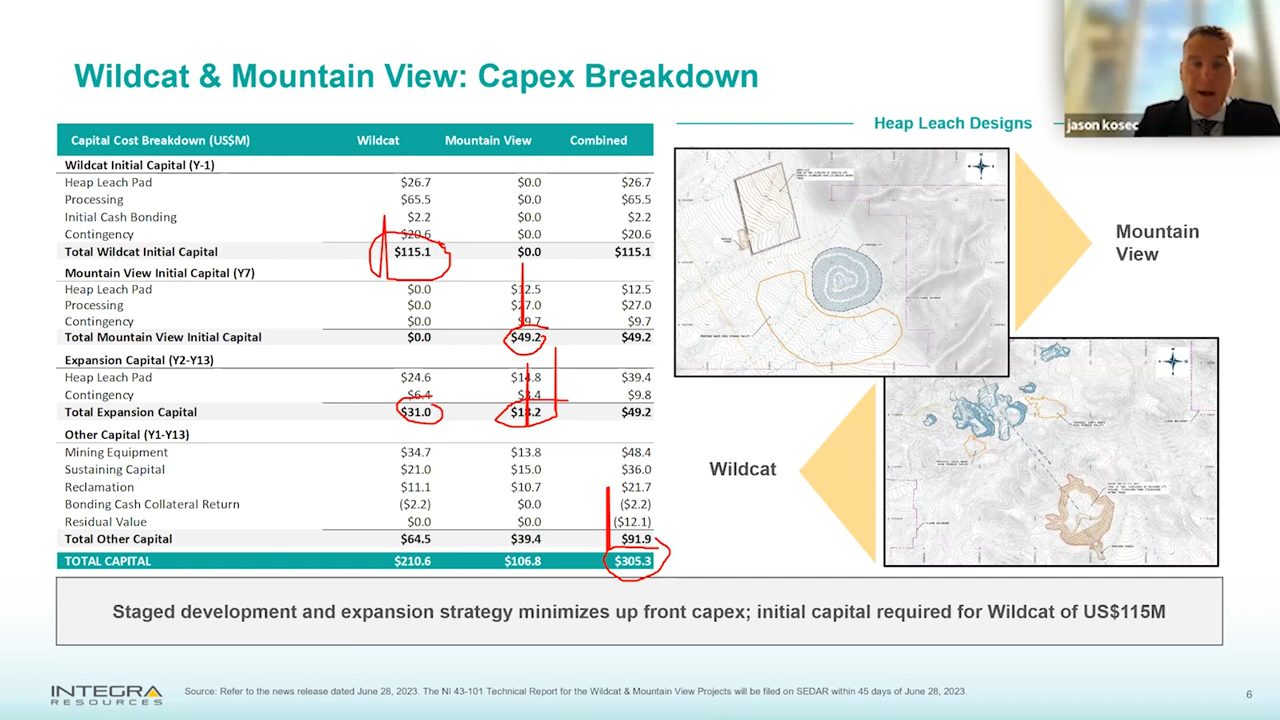 Wildcat & Mountain View: Capex Breakdown
jason kosec
Capital Cost Breakdown (US$M) Wildcat Mountain View Combined
Wildcat Initial Capital (Y-1)
Heap Leach Pad $26.7 $0.0 $26.7
Processing $65.5 $0.0 $65.5
Initial Cash Bonding $2.2 $0.0 $2.2
Contingency $20.6 $0.0 $20.6
Total Wildcat Initial Capital $115.1 $0.0 $115.1
Mountain View Initial Capital (Y7)
Heap Leach Pad $0.0 $12.5 $12.5
Processing $0.0 $27.0 $27.0
Contingency $0.0 $9.7 $9.7
Total Mountain View Initial Capital $0.0 $49.2 $49.2
Expansion Capital (Y2-Y13)
Heap Leach Pad $24.6 $14.8 $39.4
Contingency $6.4 $3.4 $9.8
Total Expansion Capital $31.0 $18.2 $49.2
Other Capital (Y1-Y13)
Mining Equipment $34.7 $13.8 $48.4
Sustaining Capital $21.0 $15.0 $36.0
Reclamation $11.1 $10.7 $21.7
Bonding Cash Collateral Return ($2.2) $0.0 ($2.2)
Residual Value $0.0 $0.0 ($12.1)
Total Other Capital $64.5 $39.4 $91.9
TOTAL CAPITAL $210.6 $106.8 $305.3
Heap Leach Designs
Mountain
View
Wildcat
Staged development and expansion strategy minimizes up front capex; initial capital required for Wildcat of US$115M
INTEGRA
RESOURCES
Source: Refer to the news release dated June 28, 2023. The NI 43-101 Technical Report for the Wildcat & Mountain View Projects will be filed on SEDAR within 45 days of June 28, 2023.
6